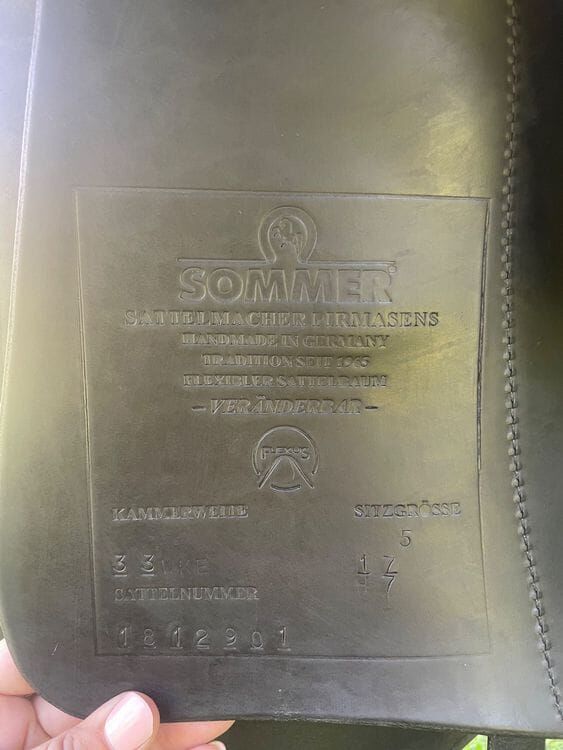 SOMMER®
SATTELMACHER PIRMASENS
HANDMADE IN GERMANY
TRADITION SEIT 1965
FLEXIBLER SATTELBAUM
– VERÄNDERBAR –
FLEXUS
KAMMERWEITE SITZGRÖSSE
5
33 17
SATTELNUMMER
1812901